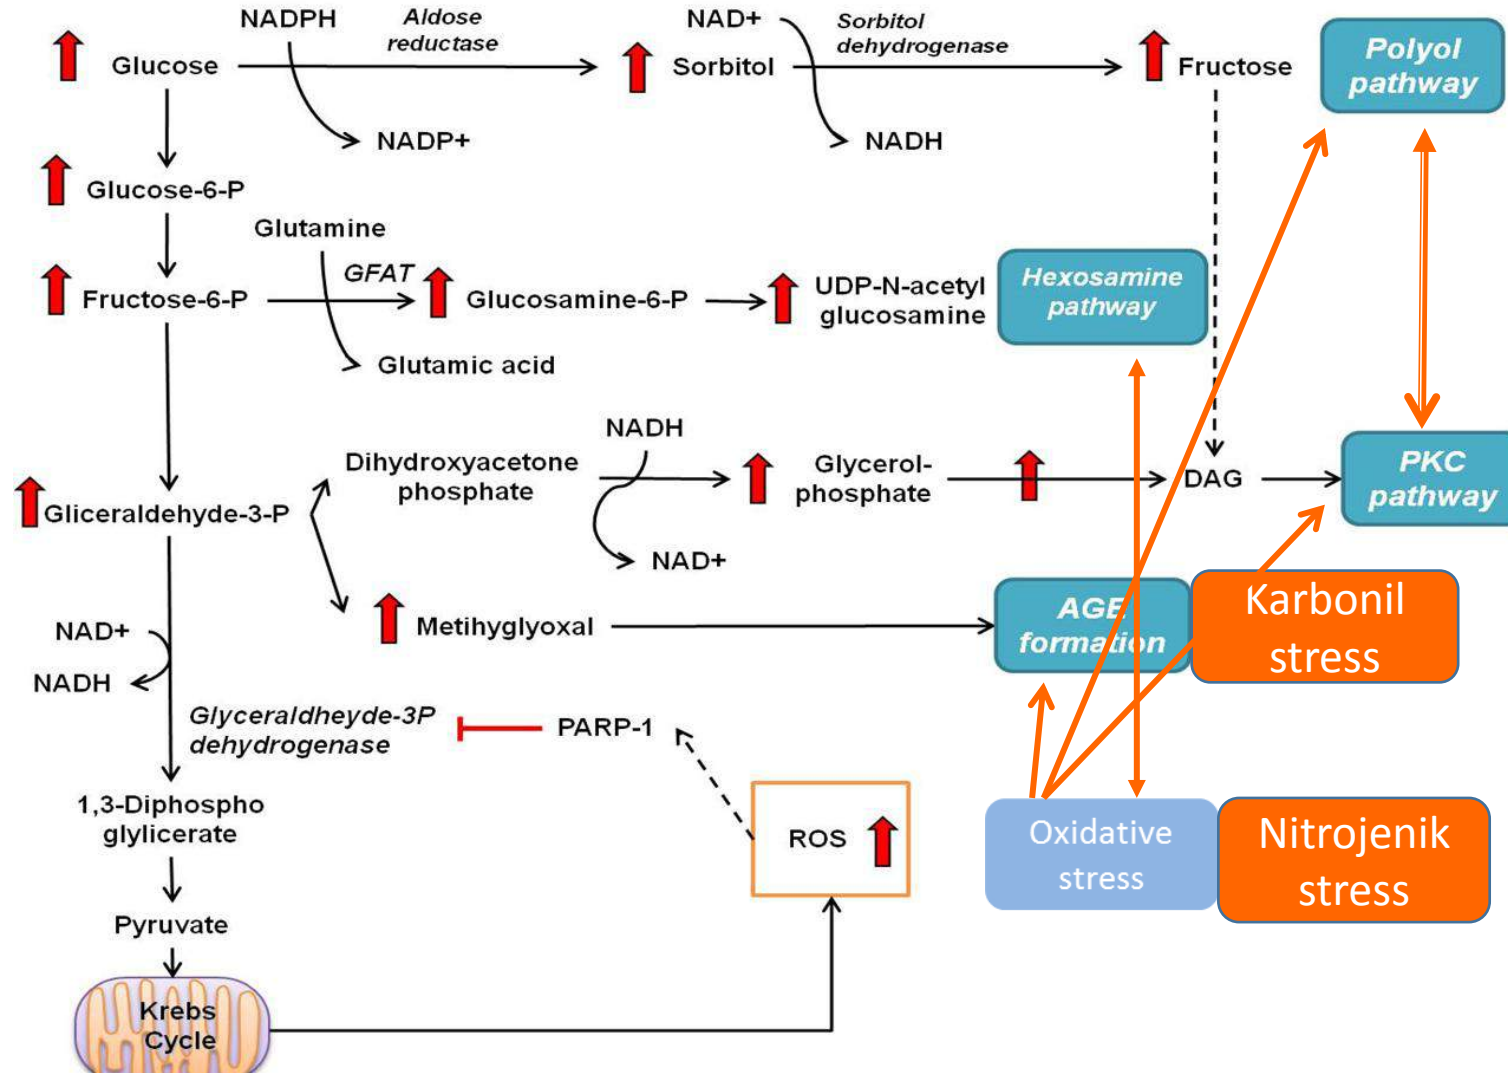 NADPH
Aldose
reductase
NAD+
Sorbitol
dehydrogenase
Polyol
pathway
Glucose
Sorbitol
Fructose
NADP+
NADH
Glucose-6-P
Glutamine
GFAT
Fructose-6-P
Glucosamine-6-P
UDP-N-acetyl
glucosamine
Hexosamine
pathway
Glutamic acid
NADH
Dihydroxyacetone
phosphate
Glycerol-
phosphate
DAG
PKC
pathway
Gliceraldehyde-3-P
NAD+
Metihyglyoxal
AGE
formation
Karbonil
stress
NAD+
NADH
Glyceraldheyde-3P
dehydrogenase
PARP-1
1,3-Diphospho
glylicerate
ROS
Oxidative
stress
Nitrojenik
stress
Pyruvate
Krebs
Cycle